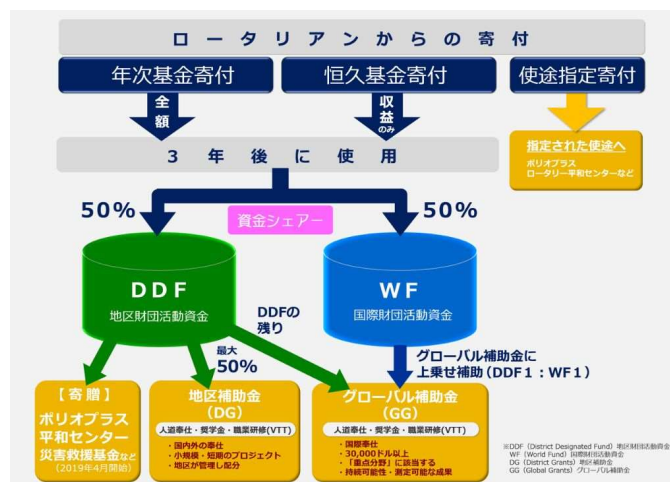 ロータリアンからの寄付
年次基金寄付
恒久基金寄付
使途指定寄付
全額
収益のみ
指定された使途へ
ポリオプラス
ロータリー平和センターなど
3年後に使用
50%
50%
資金シェアー
DDF
地区財団活動資金
WF
国際財団活動資金
DDFの
残り
最大
50%
グローバル補助金に
上乗せ補助(DDF1:WF1)
【寄贈】
ポリオプラス
平和センター
災害救援基金など
(2019年4月開始)
地区補助金
(DG)
人道奉仕・奨学金・職業研修(VTT)
・国内外の奉仕
・小規模・短期のプロジェクト
・地区が管理し配分
グローバル補助金
(GG)
人道奉仕・奨学金・職業研修(VTT)
・国際奉仕
・30,000ドル以上
・「重点分野」に該当する
・持続可能性・測定可能な成果
※DDF(District Designated Fund)地区財団活動資金
WF(World Fund)国際財団活動資金
DG(District Grants)地区補助金
GG(Global Grants)グローバル補助金